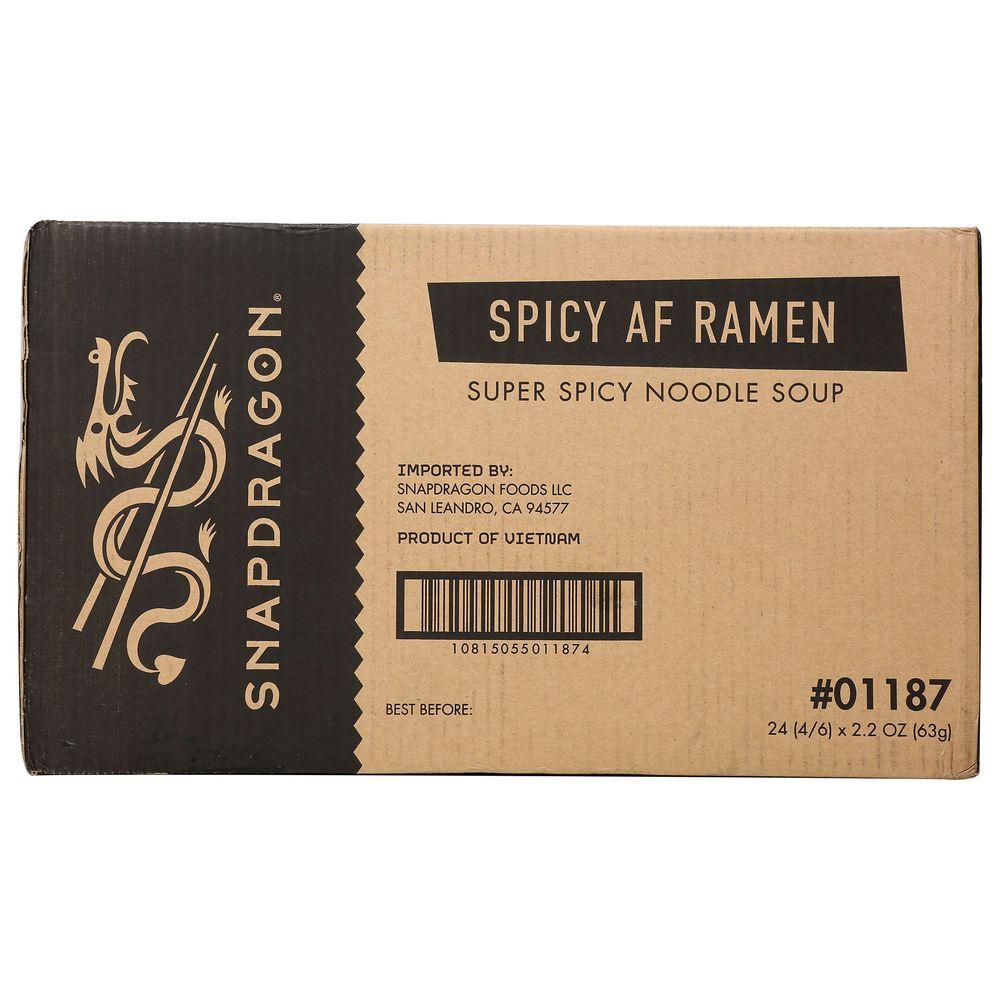 SNAPDRAGON®
SPICY AF RAMEN
SUPER SPICY NOODLE SOUP
IMPORTED BY:
SNAPDRAGON FOODS LLC
SAN LEANDRO, CA 94577
PRODUCT OF VIETNAM
10815055011874
BEST BEFORE:
#01187
24 (4/6) x 2.2 OZ (63g)